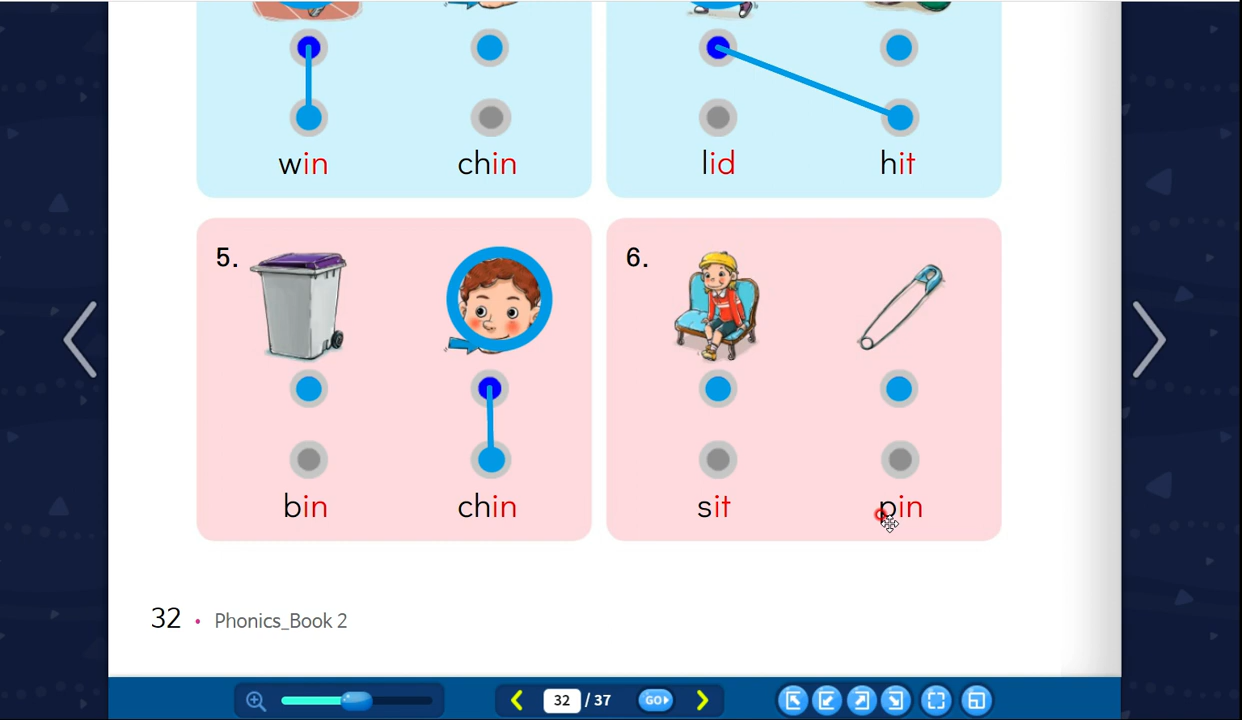 win chin lid hit
5. 6.
bin chin sit pin
32 • Phonics_Book 2
32 / 37 GO